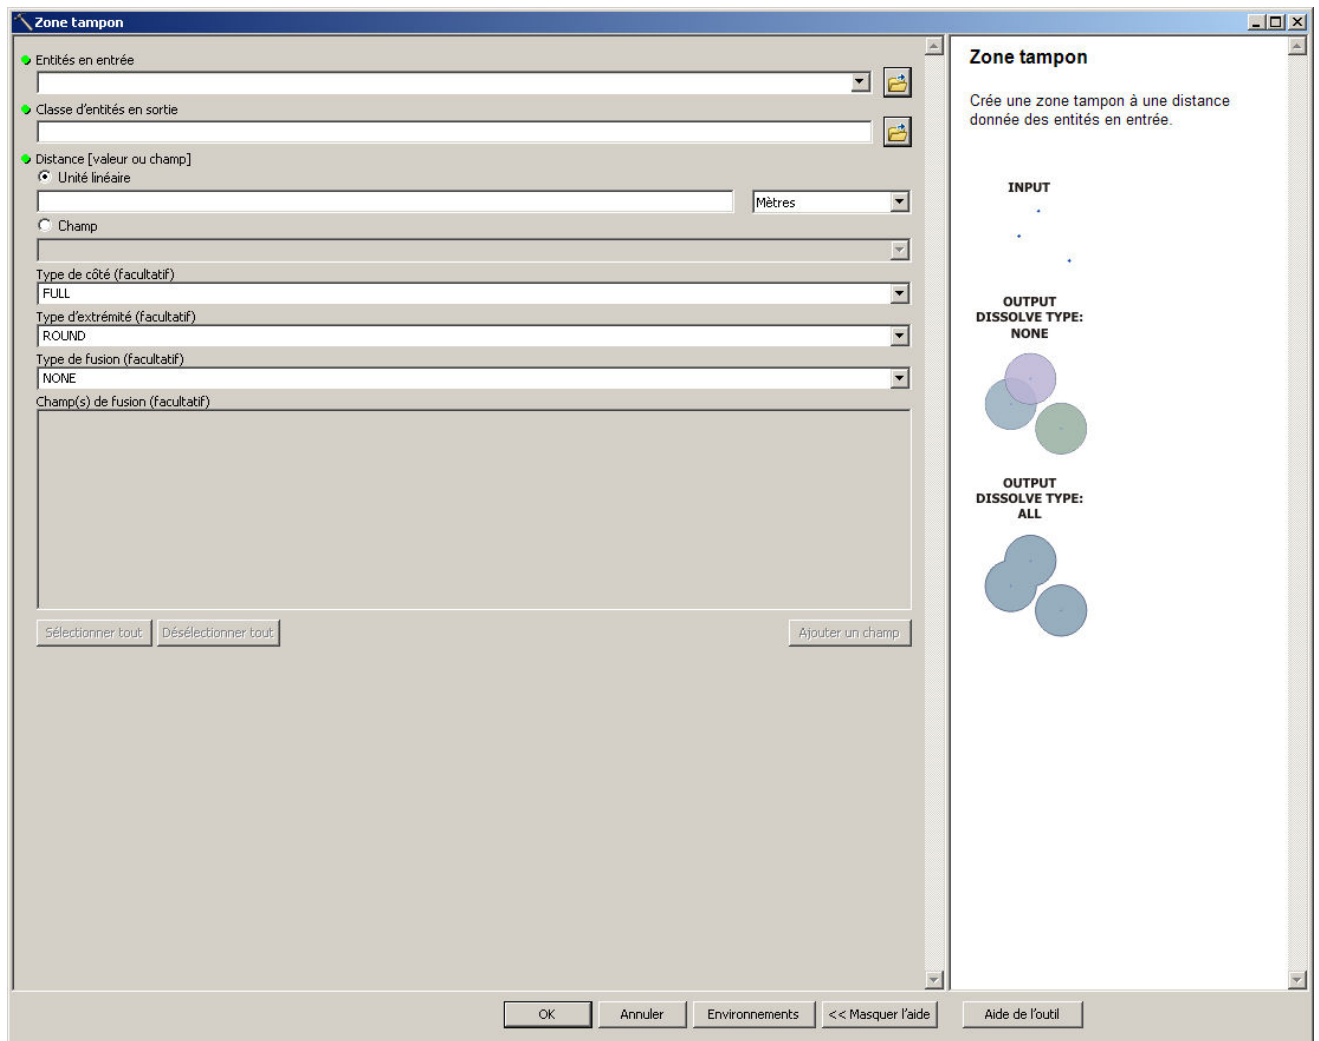 Zone tampon
Entités en entrée
Classe d'entités en sortie
Distance [valeur ou champ]
Unité linéaire
Mètres
Champ
Type de côté (facultatif)
FULL
Type d'extrémité (facultatif)
ROUND
Type de fusion (facultatif)
NONE
Champ(s) de fusion (facultatif)
Sélectionner tout
Désélectionner tout
Ajouter un champ
Zone tampon
Crée une zone tampon à une distance
donnée des entités en entrée.
INPUT
OUTPUT
DISSOLVE TYPE:
NONE
OUTPUT
DISSOLVE TYPE:
ALL
OK
Annuler
Environnements
<< Masquer l'aide
Aide de l'outil